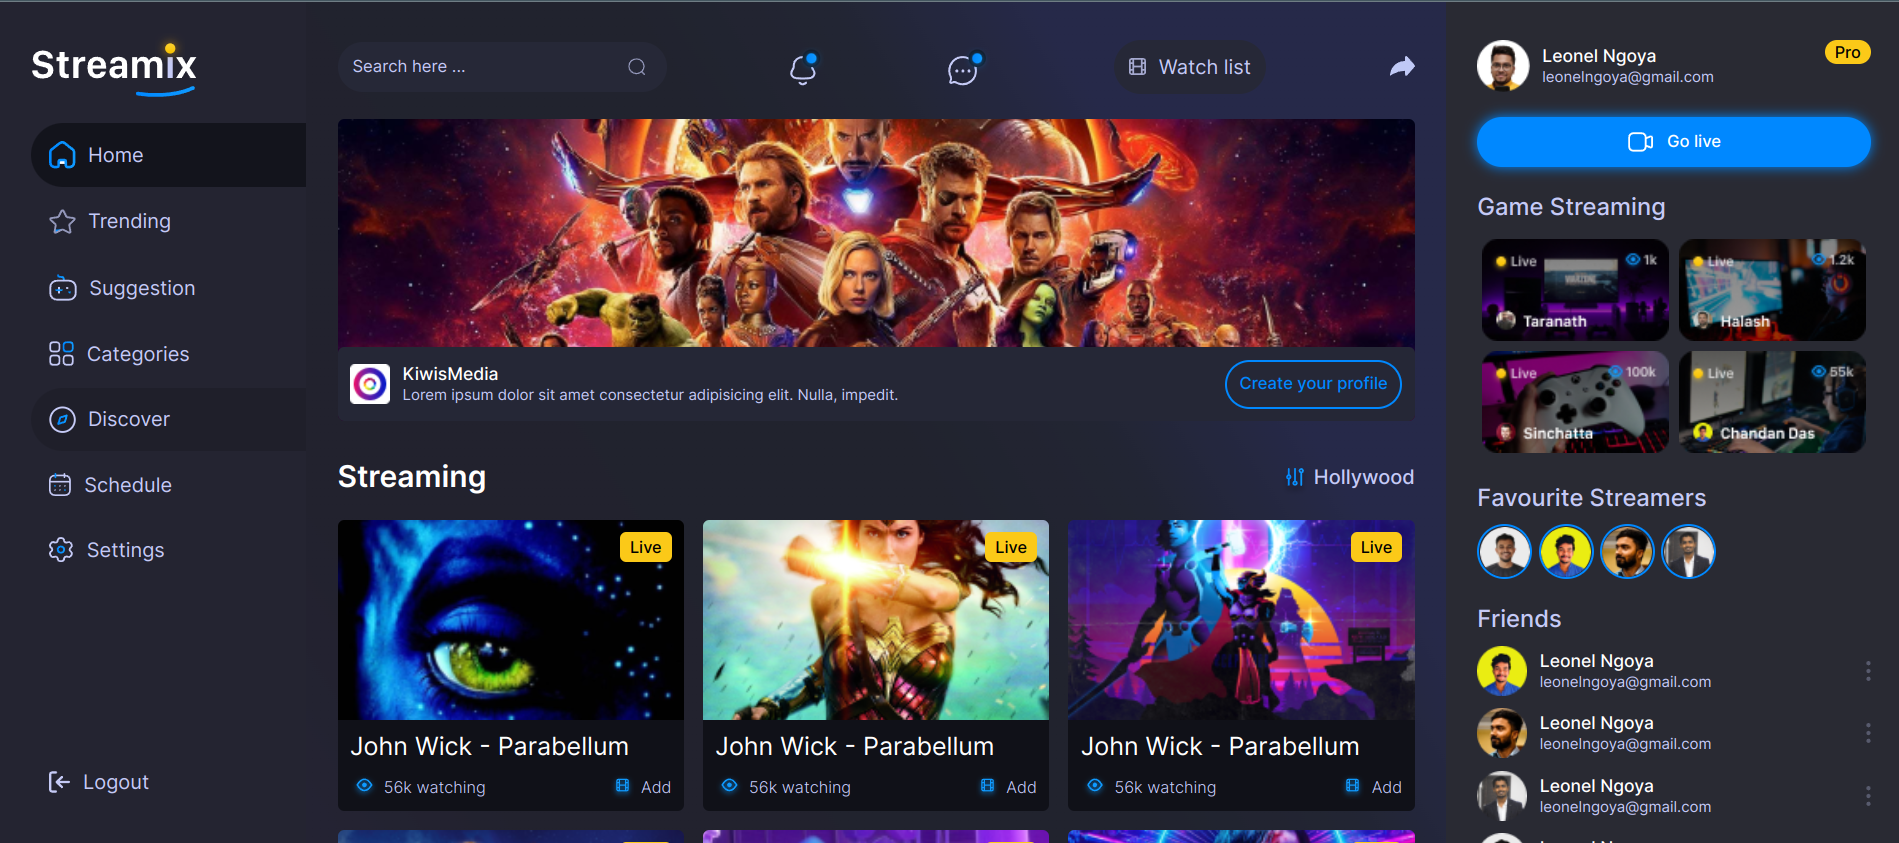 Streamix
Home
Trending
Suggestion
Categories
Discover
Schedule
Settings
Logout
Search here ...
Watch list
KiwisMedia
Lorem ipsum dolor sit amet consectetur adipisicing elit. Nulla, impedit.
Create your profile
Streaming
Hollywood
Live
John Wick - Parabellum
56k watching
Add
Live
John Wick - Parabellum
56k watching
Add
Live
John Wick - Parabellum
56k watching
Add
Leonel Ngoya
leonelngoya@gmail.com
Pro
Go live
Game Streaming
Live
1k
Taranath
Live
1.2k
Halash
Live
100k
Sinchatta
Live
55k
Chandan Das
Favourite Streamers
Friends
Leonel Ngoya
leonelngoya@gmail.com
Leonel Ngoya
leonelngoya@gmail.com
Leonel Ngoya
leonelngoya@gmail.com